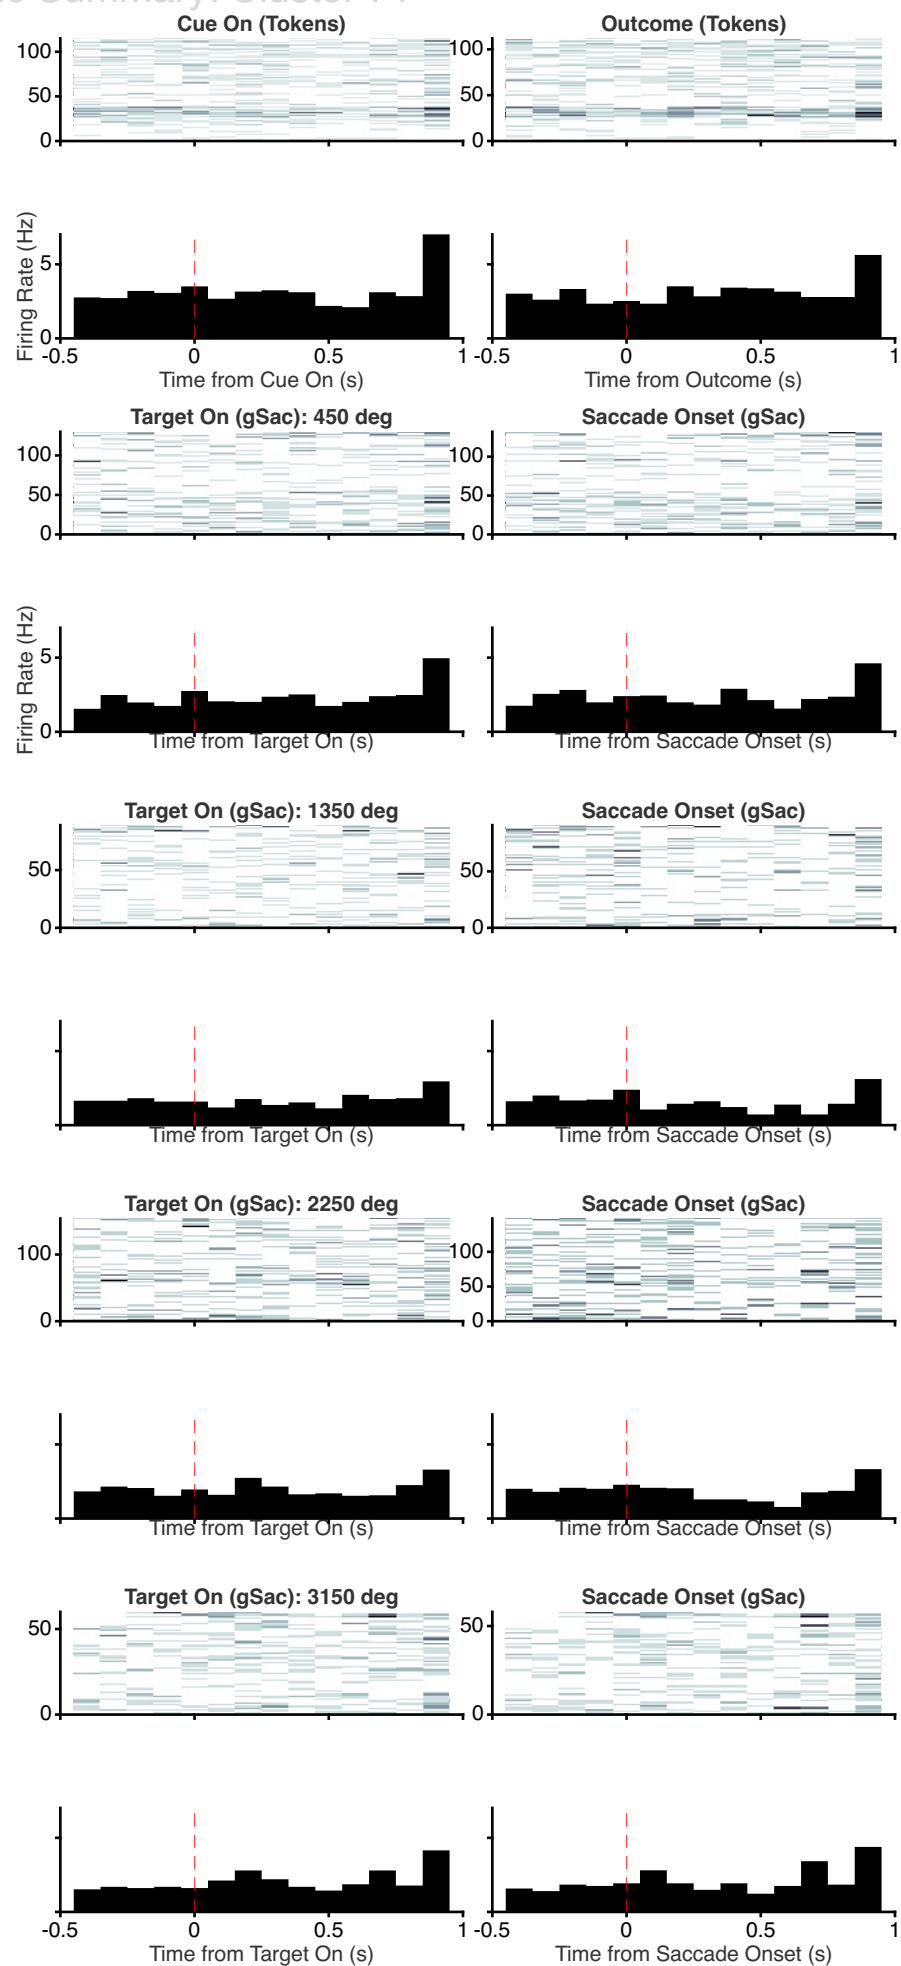 Summary: Cluster
Cue On (Tokens) Outcome (Tokens)
100 100
50 50
0 0
Firing Rate (Hz)
5
0
-0.5 0 0.5 1 -0.5 0 0.5 1
Time from Cue On (s) Time from Outcome (s)
Target On (gSac): 450 deg Saccade Onset (gSac)
100 100
50 50
0 0
Firing Rate (Hz)
5
0
Time from Target On (s) Time from Saccade Onset (s)
Target On (gSac): 1350 deg Saccade Onset (gSac)
50 50
0 0
Time from Target On (s) Time from Saccade Onset (s)
Target On (gSac): 2250 deg Saccade Onset (gSac)
100 100
50
0 0
Time from Target On (s) Time from Saccade Onset (s)
Target On (gSac): 3150 deg Saccade Onset (gSac)
50 50
0 0
-0.5 0 0.5 1 -0.5 0 0.5 1
Time from Target On (s) Time from Saccade Onset (s)